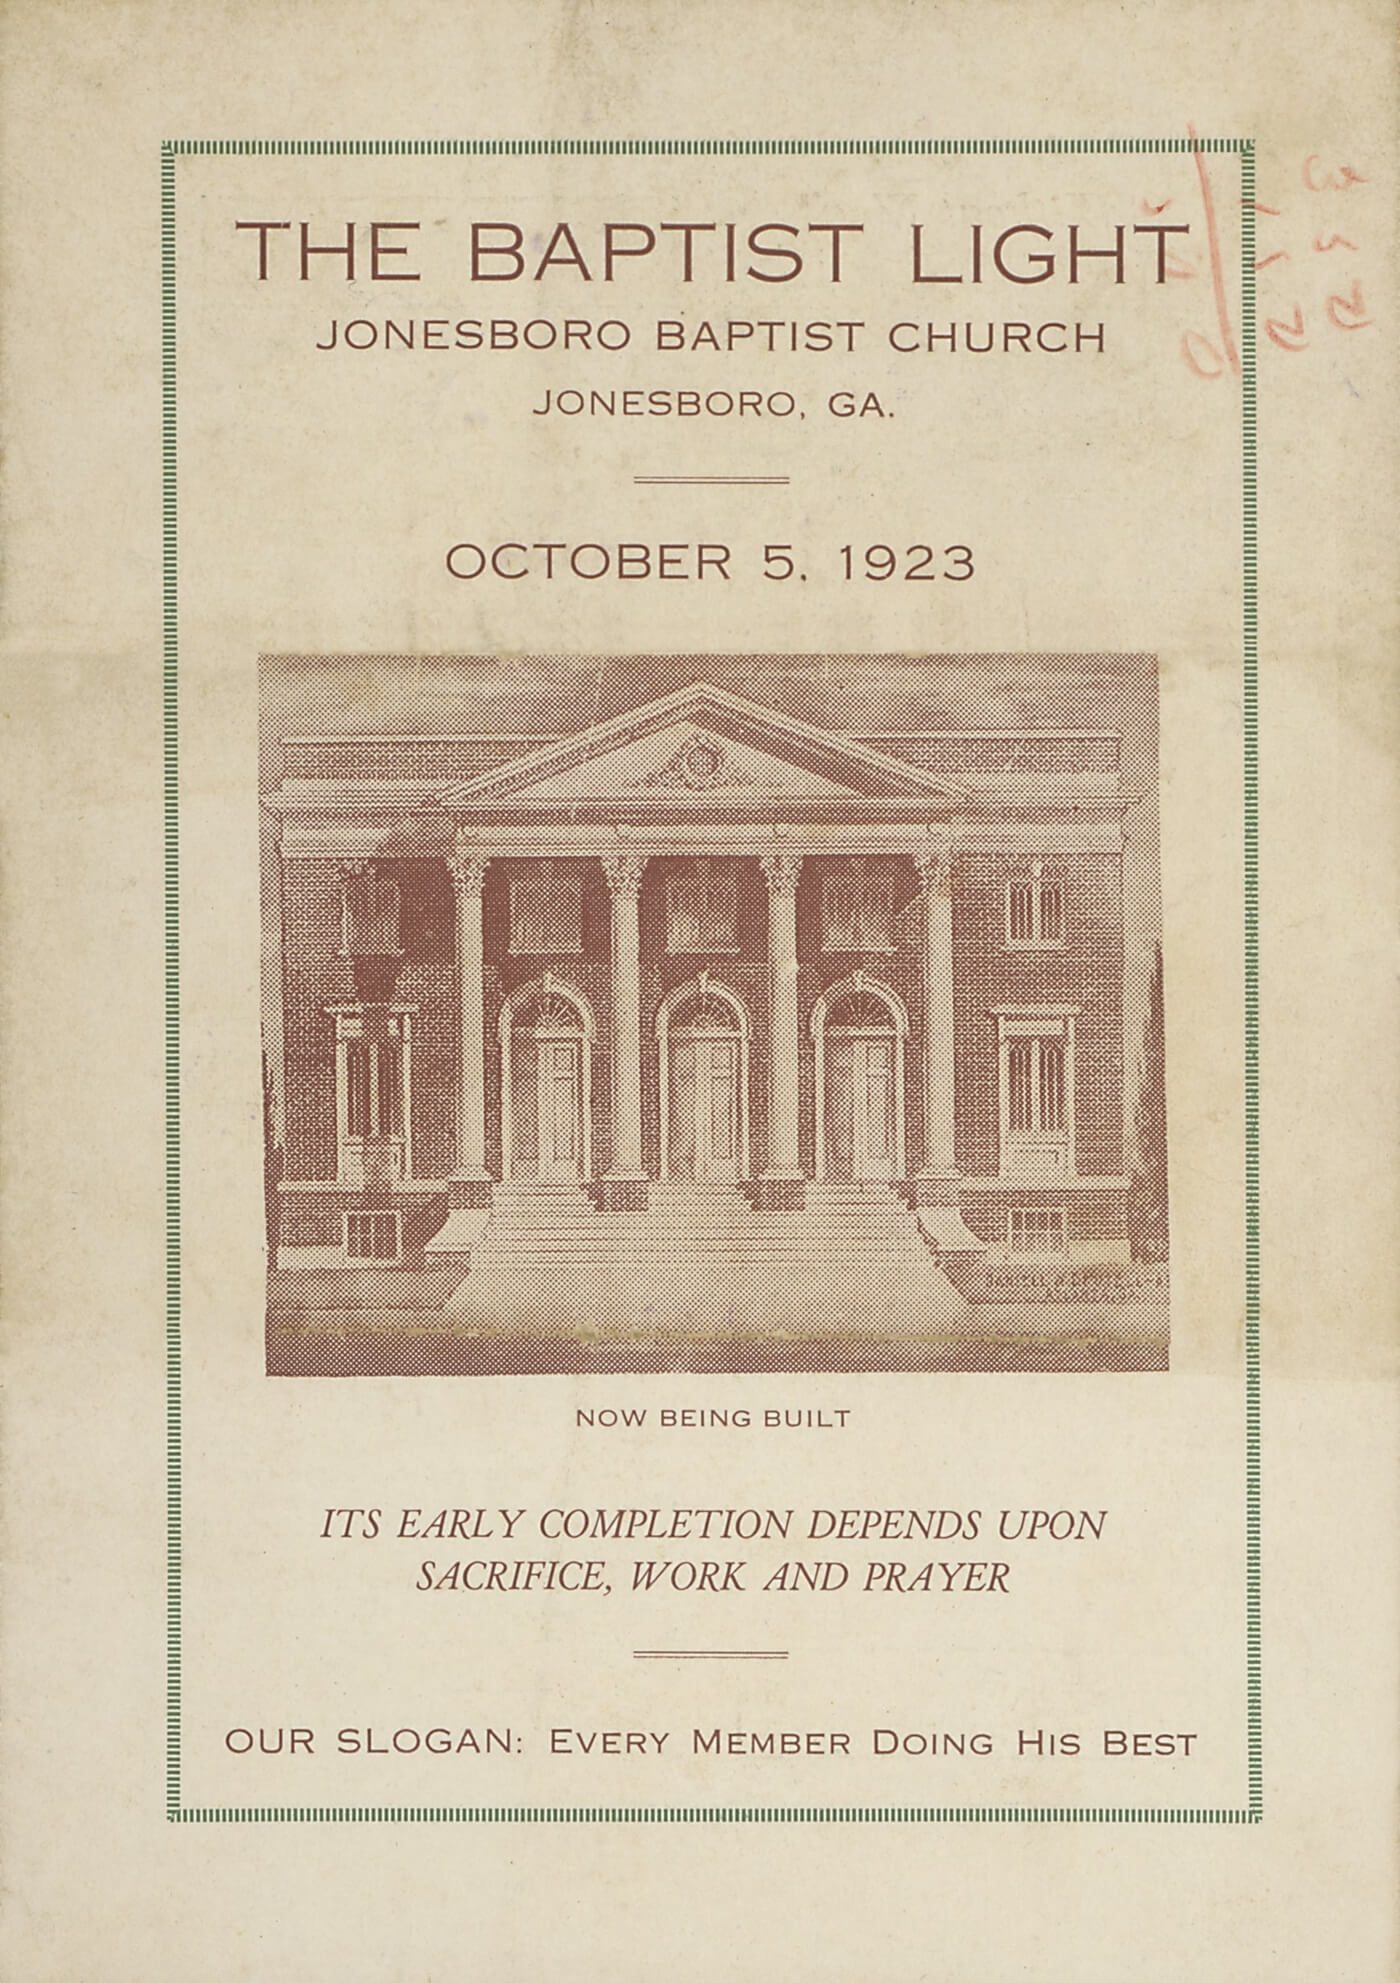 THE BAPTIST LIGHT
JONESBORO BAPTIST CHURCH
JONESBORO, GA.
OCTOBER 5, 1923
NOW BEING BUILT
ITS EARLY COMPLETION DEPENDS UPON
SACRIFICE, WORK AND PRAYER
OUR SLOGAN: EVERY MEMBER DOING HIS BEST